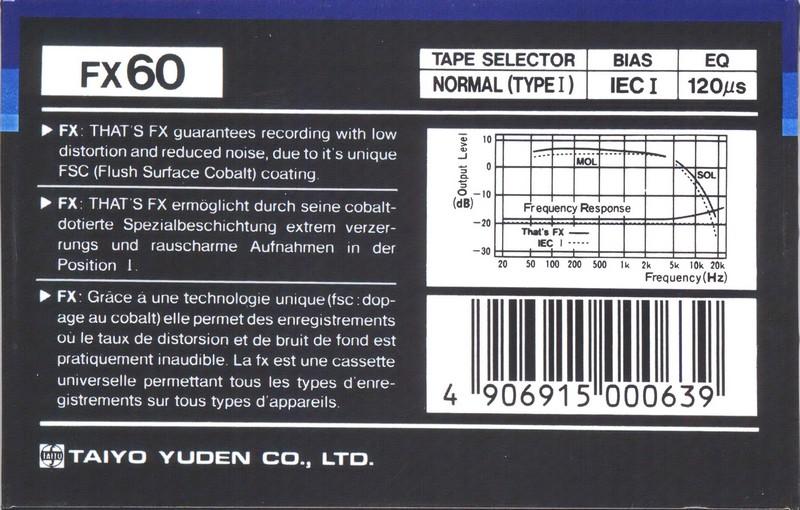 FX60
TAPE SELECTOR BIAS EQ
NORMAL (TYPE I) IEC I 120µs
▶ FX: THAT'S FX guarantees recording with low
distortion and reduced noise, due to it's unique
FSC (Flush Surface Cobalt) coating.
▶ FX: THAT'S FX ermöglicht durch seine cobalt-
dotierte Spezialbeschichtung extrem verzer-
rungs und rauscharme Aufnahmen in der
Position I.
▶ FX: Grâce à une technologie unique (fsc: dop-
age au cobalt) elle permet des enregistrements
où le taux de distorsion et de bruit de fond est
pratiquement inaudible. La fx est une cassette
universelle permettant tous les types d'enre-
gistrements sur tous types d'appareils.
Output Level
(dB)
10
0
-10
-20
-30
MOL
SOL
Frequency Response
That's FX
IEC I
20 50 100 200 500 1k 2k 5k 10k 20k
Frequency (Hz)
4 906915 000639
TAIYU
TAIYO YUDEN CO., LTD.